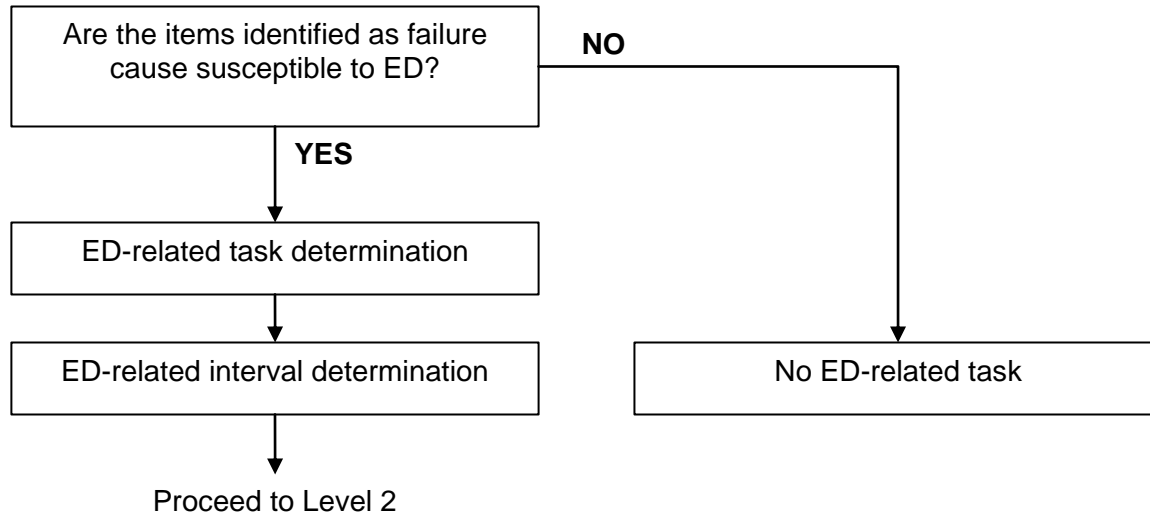 Are the items identified as failure
cause susceptible to ED?
NO
YES
ED-related task determination
ED-related interval determination
No ED-related task
Proceed to Level 2